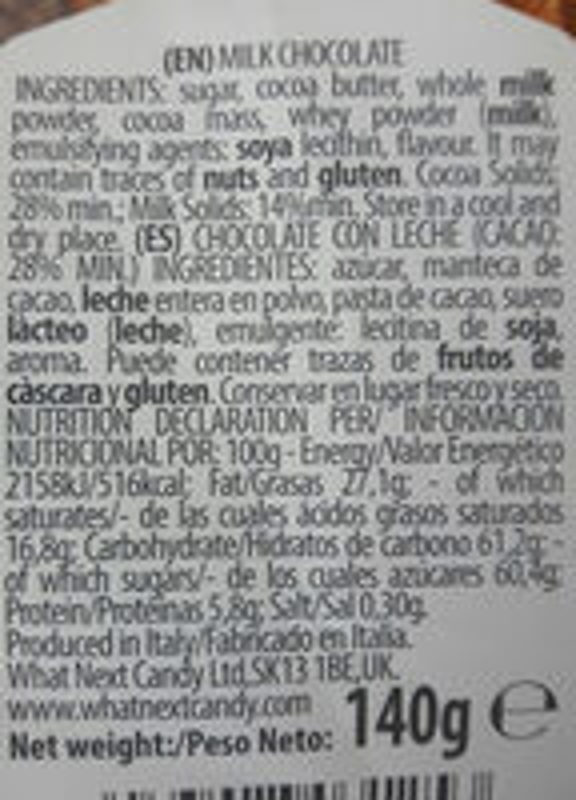 (EN) MILK CHOCOLATE
INGREDIENTS: sugar, cocoa butter, whole milk
powder, cocoa mass, whey powder (milk),
emulsifying agents: soya lecithin, flavour. It may
contain traces of nuts and gluten. Cocoa Solids:
28% min.; Milk Solids: 14%min. Store in a cool and
dry place. (ES) CHOCOLATE CON LECHE (CACAO:
28% MIN.) INGREDIENTES: azúcar, manteca de
cacao, leche entera en polvo, pasta de cacao, suero
lácteo (leche), emulgente: lecitina de soja,
aroma. Puede contener trazas de frutos de
càscara y gluten. Conservar en lugar fresco y seco.
NUTRITION DECLARATION PER/ INFORMACIÓN
NUTRICIONAL POR: 100g - Energy/Valor Energético
2158kJ/516kcal; Fat/Grasas 27,1g; - of which
saturates/- de las cuales ácidos grasos saturados
16,8g; Carbohydrate/Hidratos de carbono 61,2g; -
of which sugars/- de los cuales azúcares 60,4g;
Protein/Proteínas 5,8g; Salt/Sal 0,30g.
Produced in Italy/Fabricado en Italia.
What Next Candy Ltd,SK13 1BE,UK.
www.whatnextcandy.com
Net weight:/Peso Neto: 140g ℮